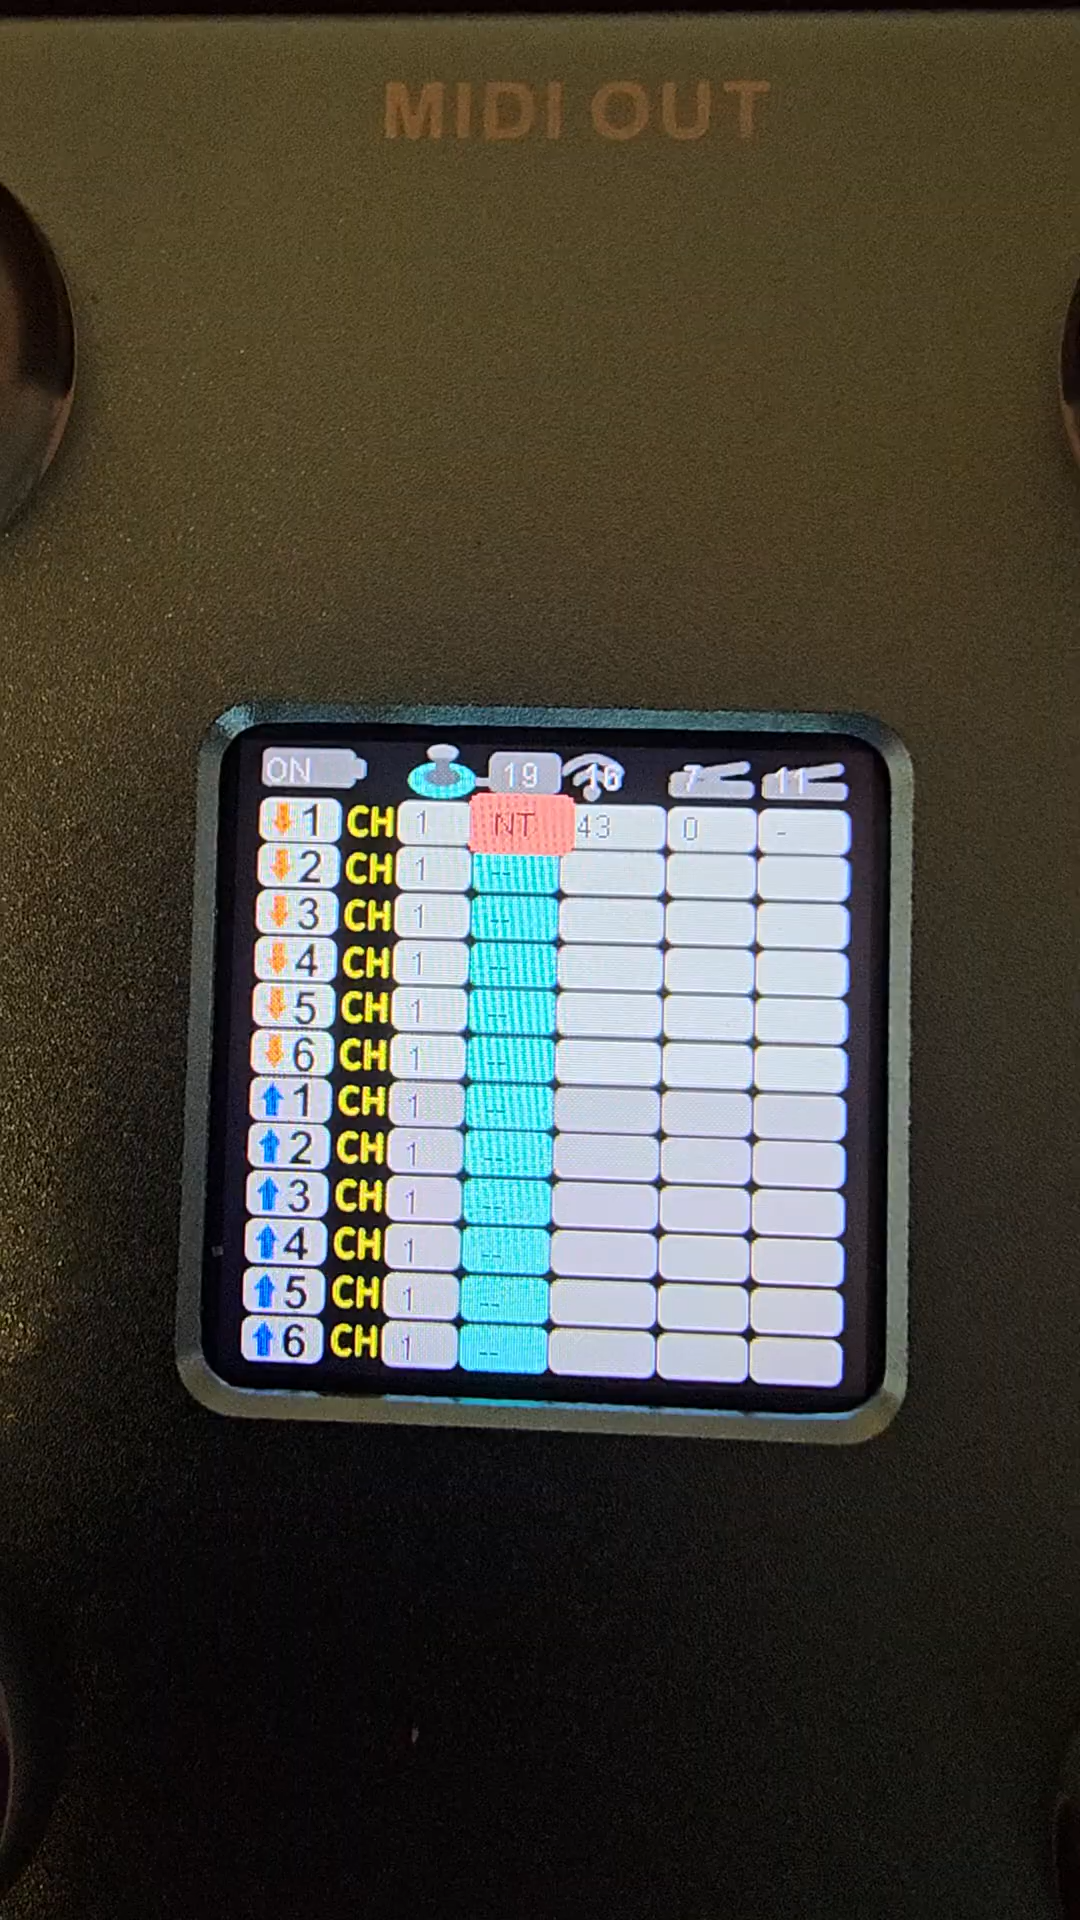 MIDI OUT
ON 19 16 7 11
1 CH 1 NT 43 0 -
2 CH 1 --
3 CH 1 --
4 CH 1 --
5 CH 1 --
6 CH 1 --
1 CH 1 --
2 CH 1 --
3 CH 1 --
4 CH 1 --
5 CH 1 --
6 CH 1 --